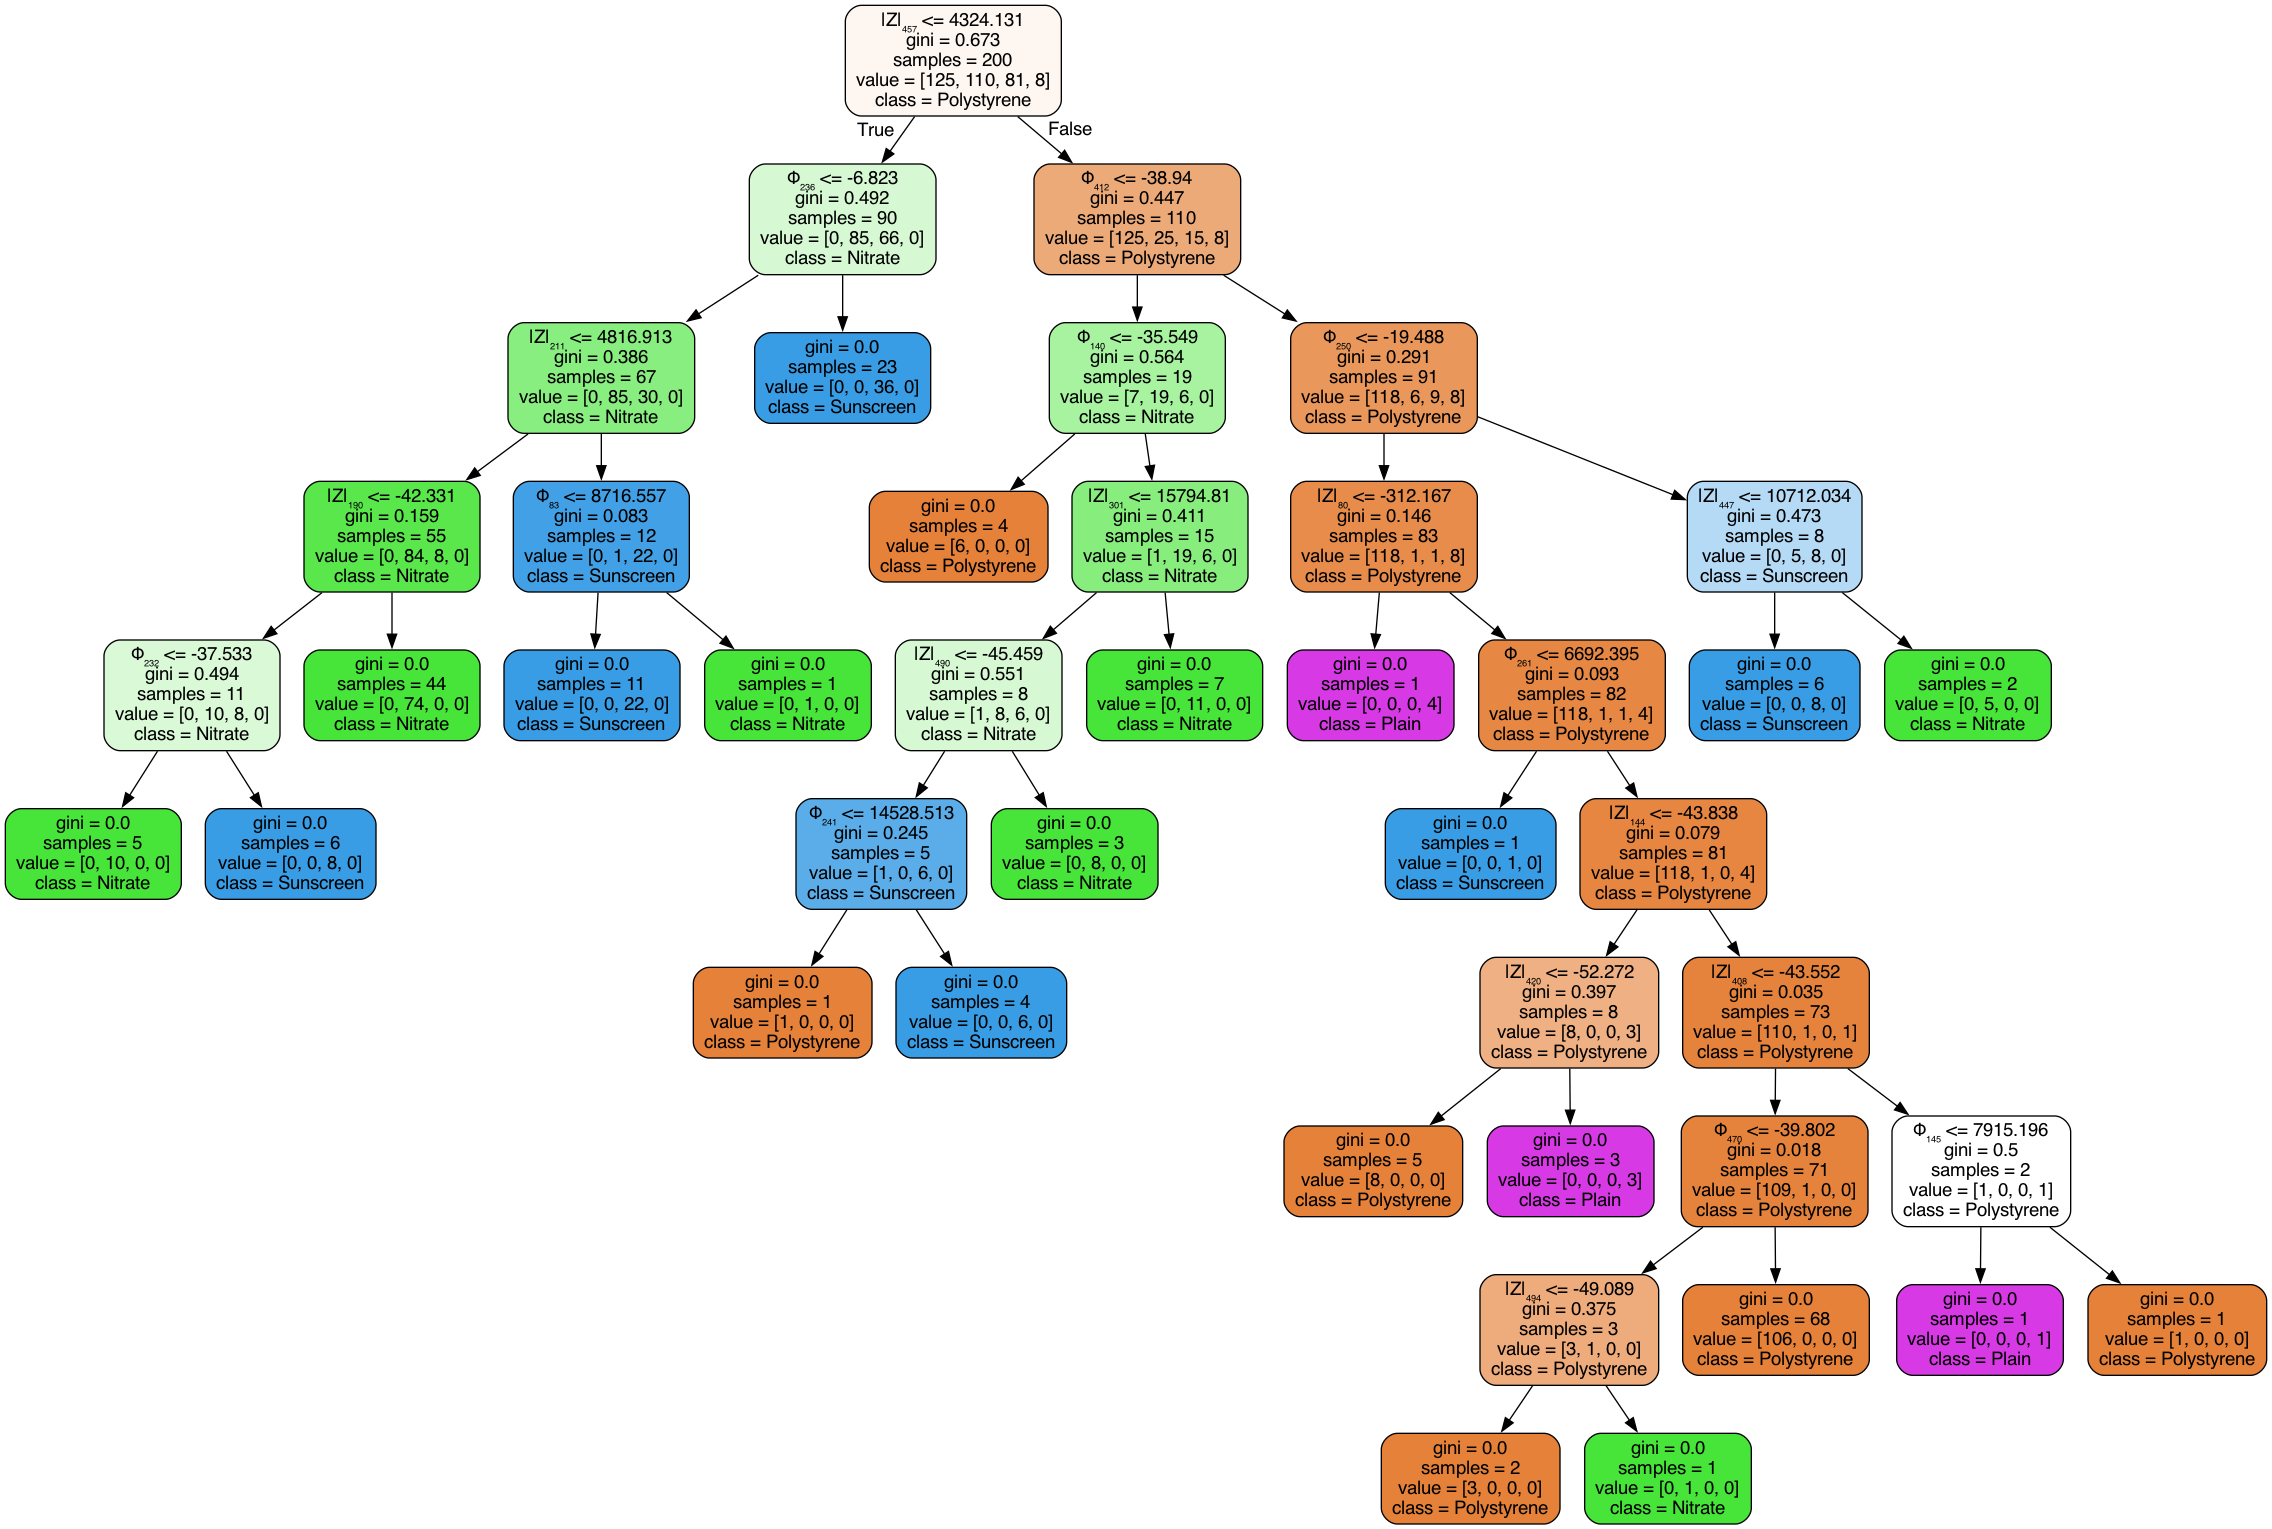 |Z|₄₅₇ <= 4324.131
gini = 0.673
samples = 200
value = [125, 110, 81, 8]
class = Polystyrene
True
False
Φ₂₃₆ <= -6.823
gini = 0.492
samples = 90
value = [0, 85, 66, 0]
class = Nitrate
Φ₄₁₂ <= -38.94
gini = 0.447
samples = 110
value = [125, 25, 15, 8]
class = Polystyrene
|Z|₂₁₁ <= 4816.913
gini = 0.386
samples = 67
value = [0, 85, 30, 0]
class = Nitrate
gini = 0.0
samples = 23
value = [0, 0, 36, 0]
class = Sunscreen
Φ₁₄₀ <= -35.549
gini = 0.564
samples = 19
value = [7, 19, 6, 0]
class = Nitrate
Φ₂₅₀ <= -19.488
gini = 0.291
samples = 91
value = [118, 6, 9, 8]
class = Polystyrene
|Z|₁₉₀ <= -42.331
gini = 0.159
samples = 55
value = [0, 84, 8, 0]
class = Nitrate
Φ₈₃ <= 8716.557
gini = 0.083
samples = 12
value = [0, 1, 22, 0]
class = Sunscreen
gini = 0.0
samples = 4
value = [6, 0, 0, 0]
class = Polystyrene
|Z|₃₀₁ <= 15794.81
gini = 0.411
samples = 15
value = [1, 19, 6, 0]
class = Nitrate
|Z|₈₀ <= -312.167
gini = 0.146
samples = 83
value = [118, 1, 1, 8]
class = Polystyrene
|Z|₄₄₇ <= 10712.034
gini = 0.473
samples = 8
value = [0, 5, 8, 0]
class = Sunscreen
Φ₂₃₂ <= -37.533
gini = 0.494
samples = 11
value = [0, 10, 8, 0]
class = Nitrate
gini = 0.0
samples = 44
value = [0, 74, 0, 0]
class = Nitrate
gini = 0.0
samples = 11
value = [0, 0, 22, 0]
class = Sunscreen
gini = 0.0
samples = 1
value = [0, 1, 0, 0]
class = Nitrate
|Z|₄₉₀ <= -45.459
gini = 0.551
samples = 8
value = [1, 8, 6, 0]
class = Nitrate
gini = 0.0
samples = 7
value = [0, 11, 0, 0]
class = Nitrate
gini = 0.0
samples = 1
value = [0, 0, 0, 4]
class = Plain
Φ₂₆₁ <= 6692.395
gini = 0.093
samples = 82
value = [118, 1, 1, 4]
class = Polystyrene
gini = 0.0
samples = 6
value = [0, 0, 8, 0]
class = Sunscreen
gini = 0.0
samples = 2
value = [0, 5, 0, 0]
class = Nitrate
gini = 0.0
samples = 5
value = [0, 10, 0, 0]
class = Nitrate
gini = 0.0
samples = 6
value = [0, 0, 8, 0]
class = Sunscreen
Φ₂₄₁ <= 14528.513
gini = 0.245
samples = 5
value = [1, 0, 6, 0]
class = Sunscreen
gini = 0.0
samples = 3
value = [0, 8, 0, 0]
class = Nitrate
gini = 0.0
samples = 1
value = [0, 0, 1, 0]
class = Sunscreen
|Z|₁₄₄ <= -43.838
gini = 0.079
samples = 81
value = [118, 1, 0, 4]
class = Polystyrene
gini = 0.0
samples = 1
value = [1, 0, 0, 0]
class = Polystyrene
gini = 0.0
samples = 4
value = [0, 0, 6, 0]
class = Sunscreen
|Z|₄₂₀ <= -52.272
gini = 0.397
samples = 8
value = [8, 0, 0, 3]
class = Polystyrene
|Z|₄₀₈ <= -43.552
gini = 0.035
samples = 73
value = [110, 1, 0, 1]
class = Polystyrene
gini = 0.0
samples = 5
value = [8, 0, 0, 0]
class = Polystyrene
gini = 0.0
samples = 3
value = [0, 0, 0, 3]
class = Plain
Φ₄₇₀ <= -39.802
gini = 0.018
samples = 71
value = [109, 1, 0, 0]
class = Polystyrene
Φ₁₄₅ <= 7915.196
gini = 0.5
samples = 2
value = [1, 0, 0, 1]
class = Polystyrene
|Z|₄₉₄ <= -49.089
gini = 0.375
samples = 3
value = [3, 1, 0, 0]
class = Polystyrene
gini = 0.0
samples = 68
value = [106, 0, 0, 0]
class = Polystyrene
gini = 0.0
samples = 1
value = [0, 0, 0, 1]
class = Plain
gini = 0.0
samples = 1
value = [1, 0, 0, 0]
class = Polystyrene
gini = 0.0
samples = 2
value = [3, 0, 0, 0]
class = Polystyrene
gini = 0.0
samples = 1
value = [0, 1, 0, 0]
class = Nitrate